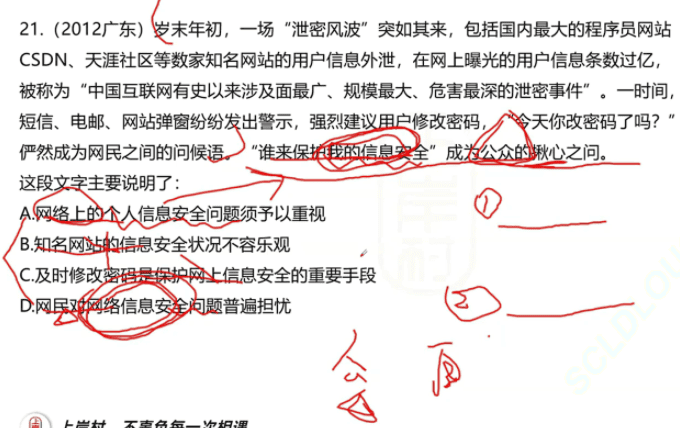 21.（2012广东）岁末年初，一场“泄密风波”突如其来，包括国内最大的程序员网站
CSDN、天涯社区等数家知名网站的用户信息外泄，在网上曝光的用户信息条数过亿，
被称为“中国互联网有史以来涉及面最广、规模最大、危害最深的泄密事件”。一时间，
短信、电邮、网站弹窗纷纷发出警示，强烈建议用户修改密码，“今天你改密码了吗？”
俨然成为网民之间的问候语。“谁来保护我的信息安全”成为公众的揪心之问。
这段文字主要说明了：
A.网络上的个人信息安全问题须予以重视
B.知名网站的信息安全状况不容乐观
C.及时修改密码是保护网上信息安全的重要手段
D.网民对网络信息安全问题普遍担忧
①
②
岸村
SCLDLOU
上岸村，不辜负每一次相遇